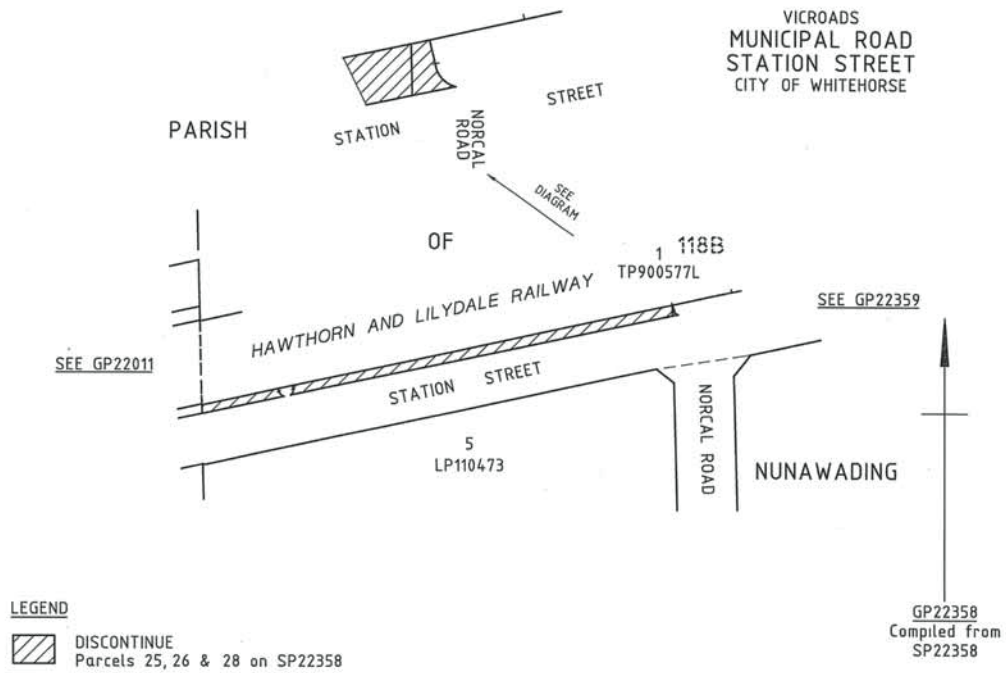 VICROADS
MUNICIPAL ROAD
STATION STREET
CITY OF WHITEHORSE
STREET
STATION
NORCAL
ROAD
PARISH
SEE
DIAGRAM
OF
1 118B
TP900577L
HAWTHORN AND LILYDALE RAILWAY
SEE GP22359
SEE GP22011
STATION STREET
5
LP110473
NORCAL ROAD
NUNAWADING
LEGEND
DISCONTINUE
Parcels 25, 26 & 28 on SP22358
GP22358
Compiled from
SP22358